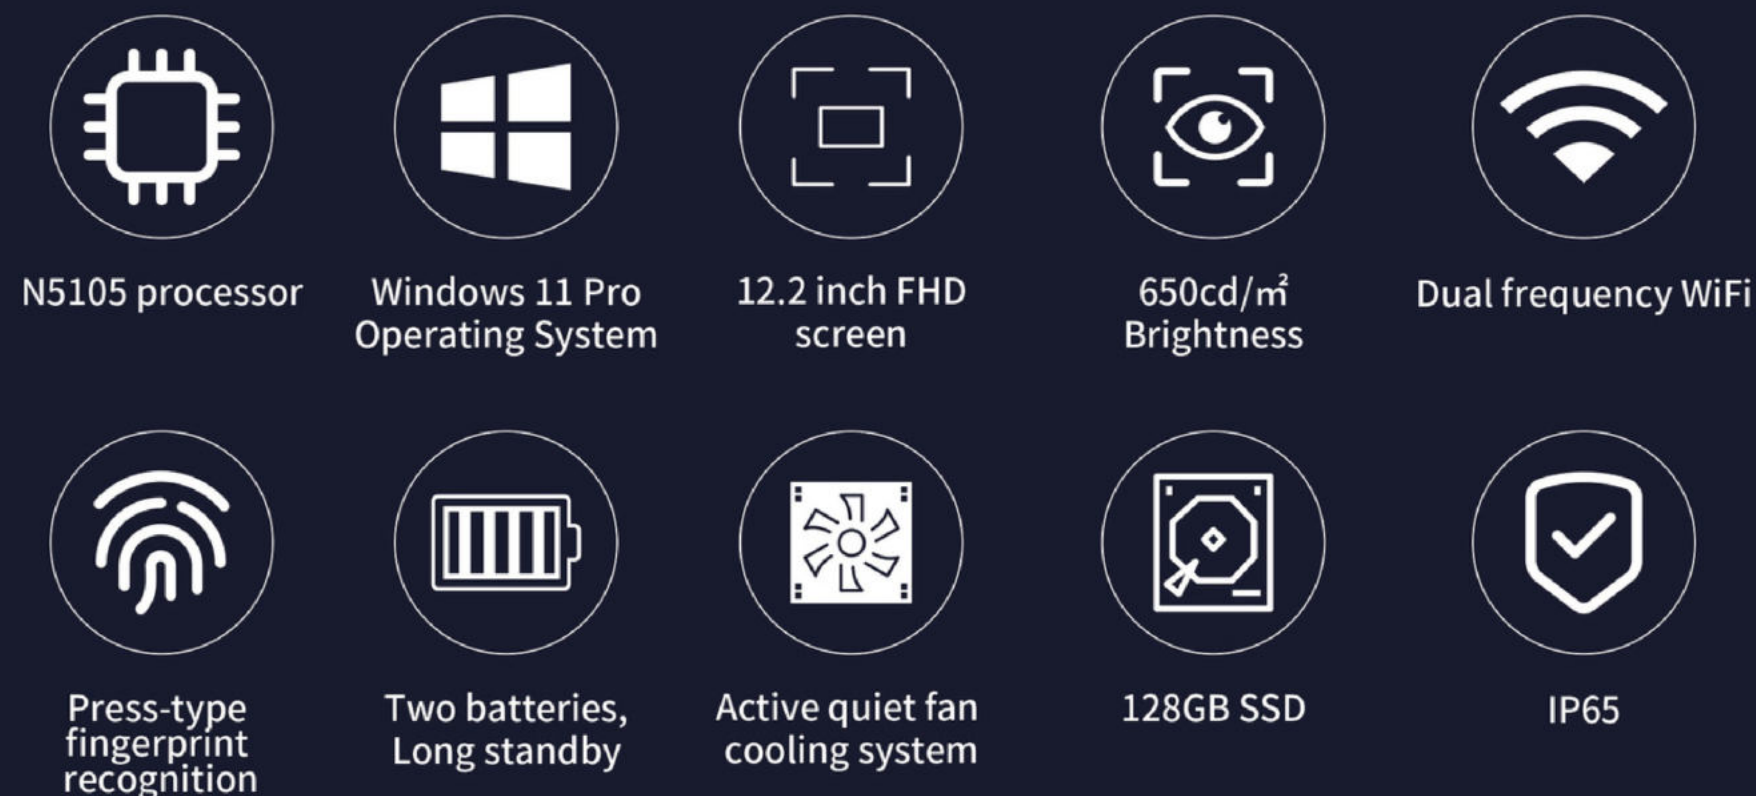 N5105 processor
Windows 11 Pro
Operating System
12.2 inch FHD
screen
650cd/㎡
Brightness
Dual frequency WiFi
Press-type
fingerprint
recognition
Two batteries,
Long standby
Active quiet fan
cooling system
128GB SSD
IP65